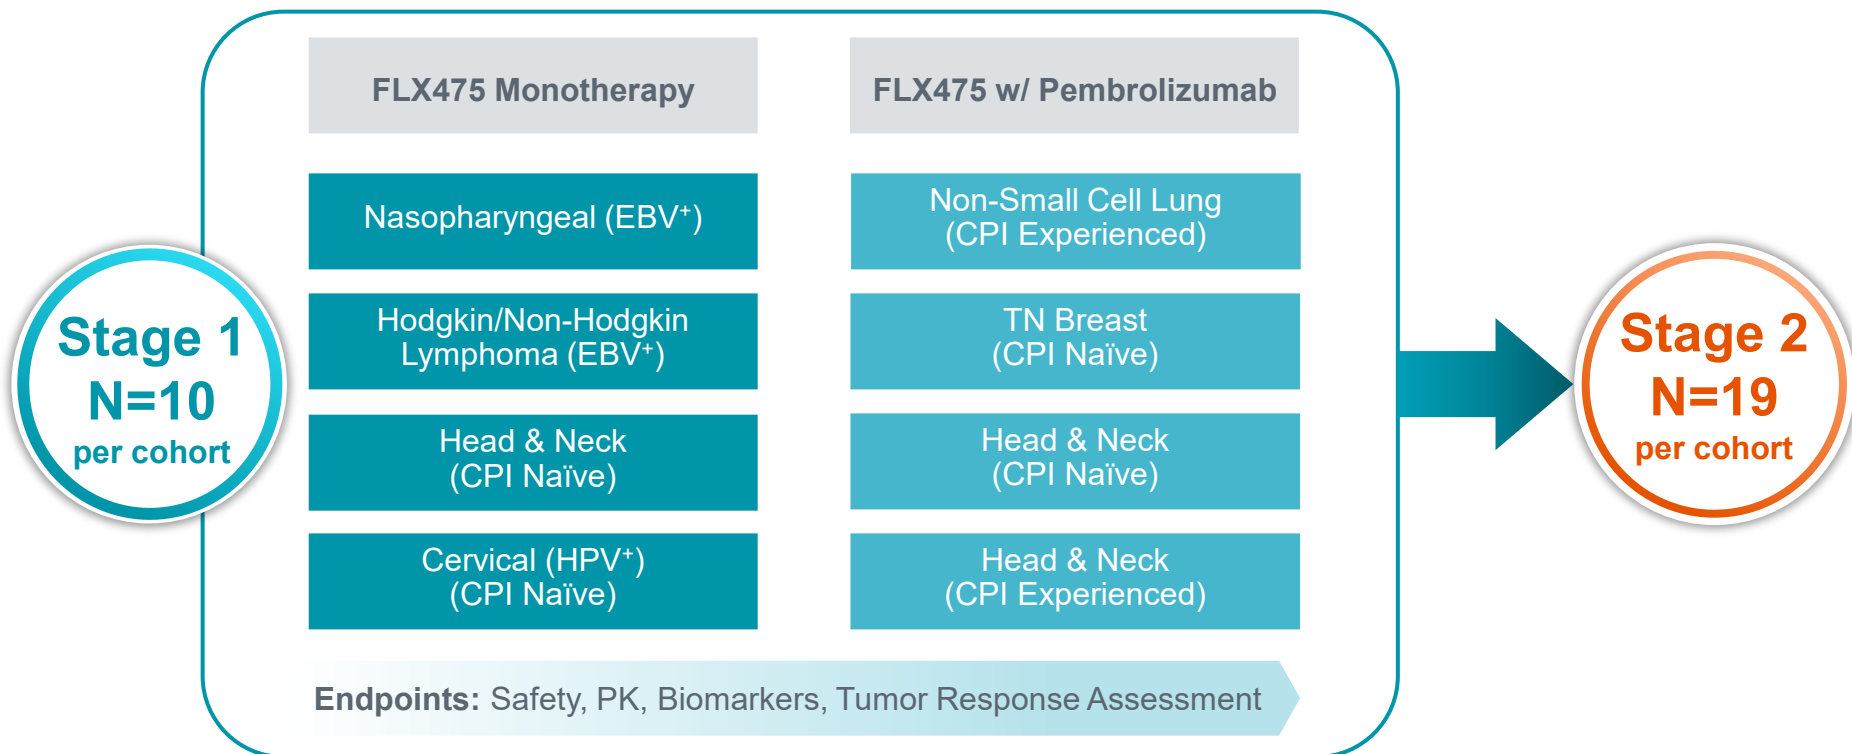 Stage 1
N=10
per cohort
FLX475 Monotherapy
Nasopharyngeal (EBV⁺)
Hodgkin/Non-Hodgkin
Lymphoma (EBV⁺)
Head & Neck
(CPI Naïve)
Cervical (HPV⁺)
(CPI Naïve)
FLX475 w/ Pembrolizumab
Non-Small Cell Lung
(CPI Experienced)
TN Breast
(CPI Naïve)
Head & Neck
(CPI Naïve)
Head & Neck
(CPI Experienced)
Endpoints: Safety, PK, Biomarkers, Tumor Response Assessment
Stage 2
N=19
per cohort